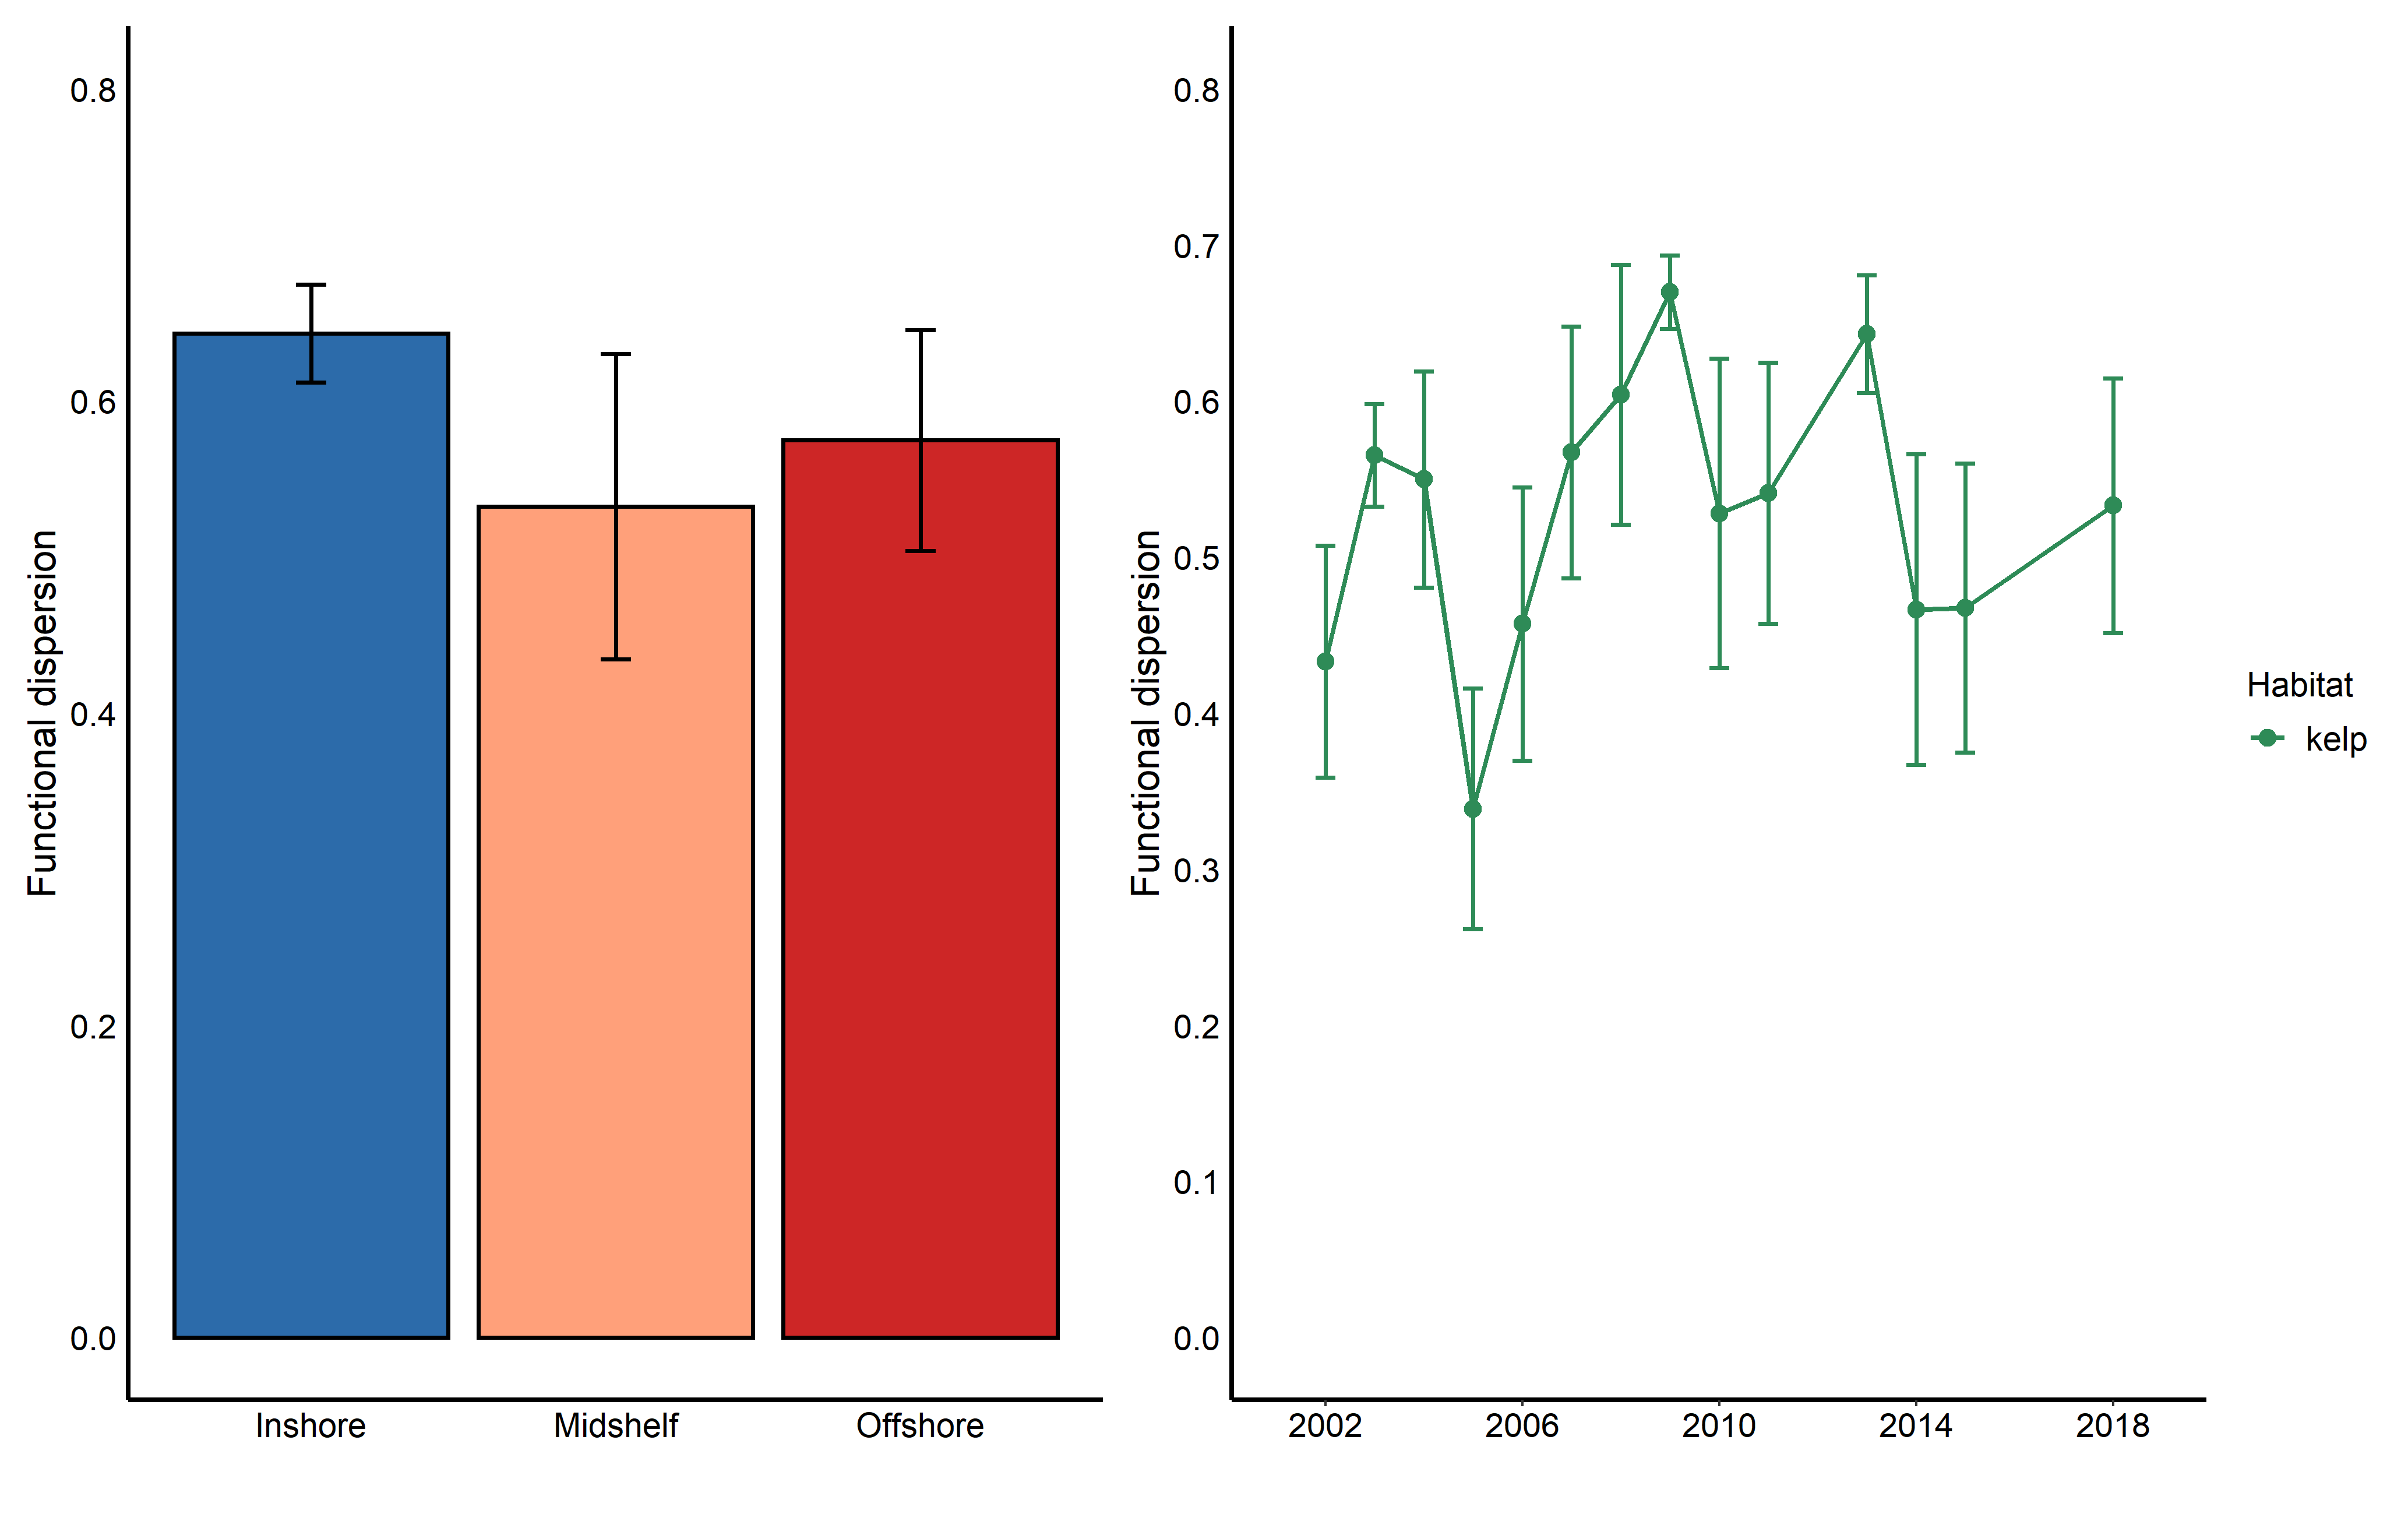 Functional dispersion
0.8
0.6
0.4
0.2
0.0
Inshore Midshelf Offshore
Functional dispersion
0.8
0.7
0.6
0.5
0.4
0.3
0.2
0.1
0.0
2002 2006 2010 2014 2018
Habitat
kelp